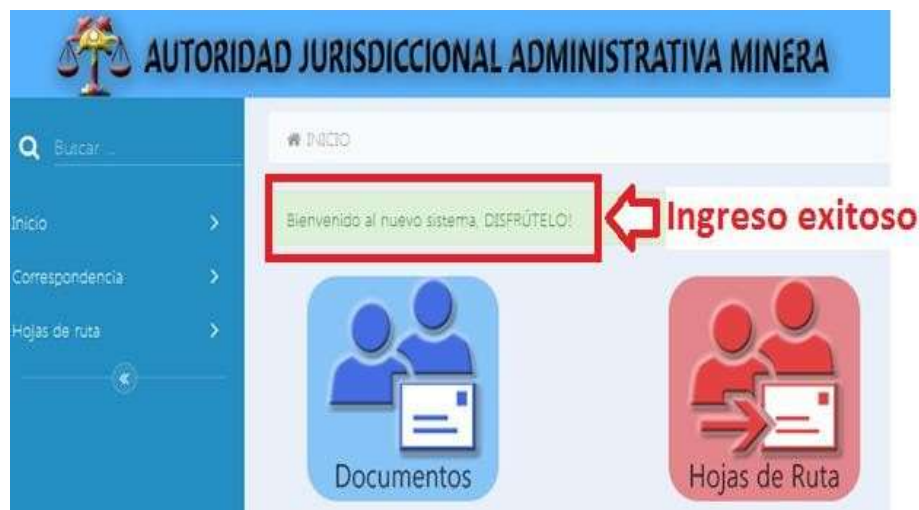 AUTORIDAD JURISDICCIONAL ADMINISTRATIVA MINERA
Buscar ...
INICIO
Inicio
Bienvenido al nuevo sistema, DISFRÚTELO!
Ingreso exitoso
Correspondencia
Hojas de ruta
Documentos
Hojas de Ruta